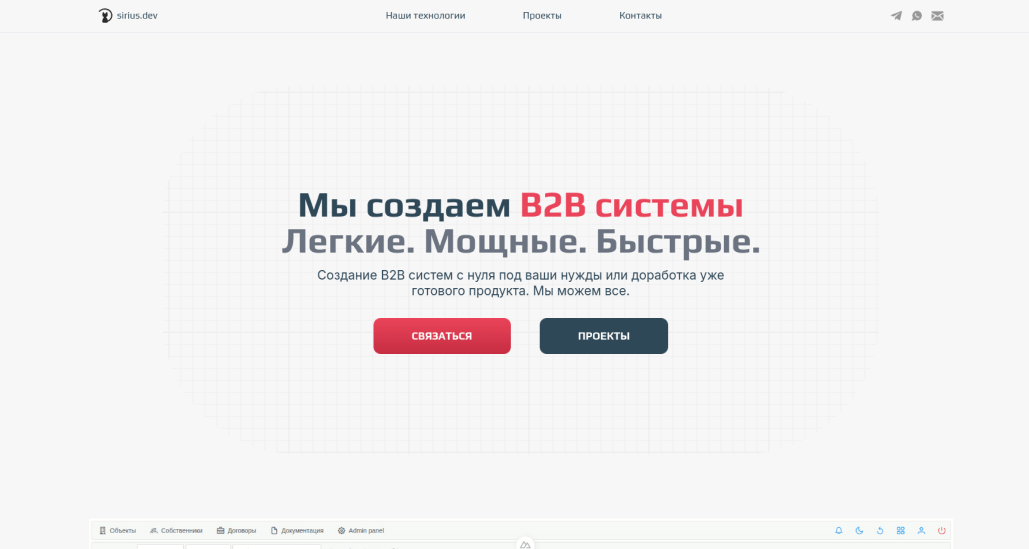 sirius.dev
Наши технологии
Проекты
Контакты
Мы создаем B2B системы
Легкие. Мощные. Быстрые.
Создание B2B систем с нуля под ваши нужды или доработка уже
готового продукта. Мы можем все.
СВЯЗАТЬСЯ
ПРОЕКТЫ
Объекты
Собственники
Договоры
Документация
Admin panel